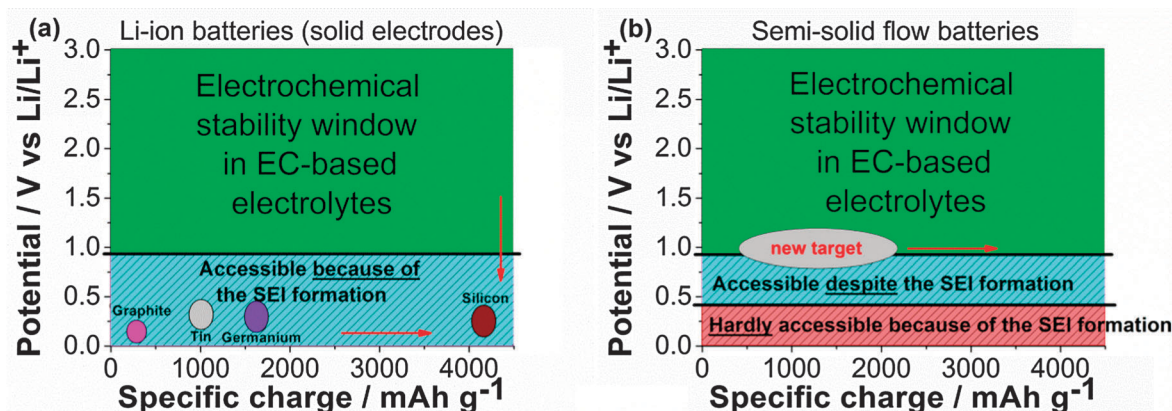 (a) Li-ion batteries (solid electrodes)
Potential / V vs Li/Li+
3.0
2.5
2.0
1.5
1.0
0.5
0.0
Electrochemical
stability window
in EC-based
electrolytes
Accessible because of
the SEI formation
Graphite
Tin
Germanium
Silicon
0 1000 2000 3000 4000
Specific charge / mAh g-1
(b) Semi-solid flow batteries
Potential / V vs Li/Li+
3.0
2.5
2.0
1.5
1.0
0.5
0.0
Electrochemical
stability window
in EC-based
electrolytes
new target
Accessible despite the SEI formation
Hardly accessible because of the SEI formation
0 1000 2000 3000 4000
Specific charge / mAh g-1